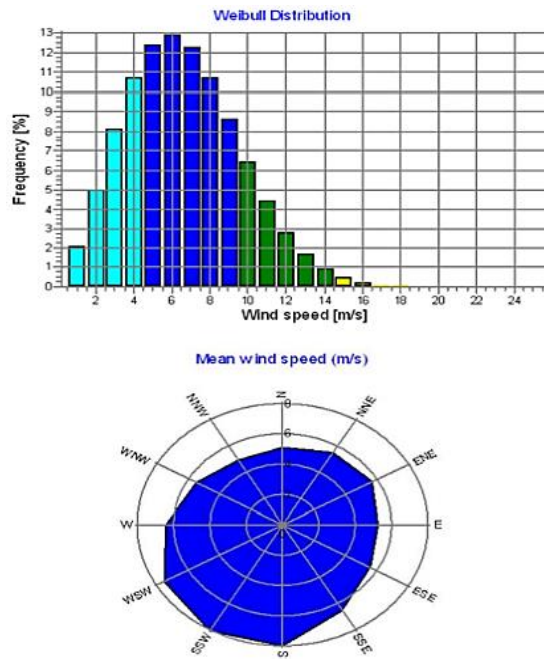 Weibull Distribution
13
12
11
10
9
8
7
6
5
4
3
2
1
0
Frequency [%]
2 4 6 8 10 12 14 16 18 20 22 24
Wind speed [m/s]
Mean wind speed (m/s)
N
NNW NNE
8
6
WNW ENE
W E
WSW ESE
SSW SSE
S